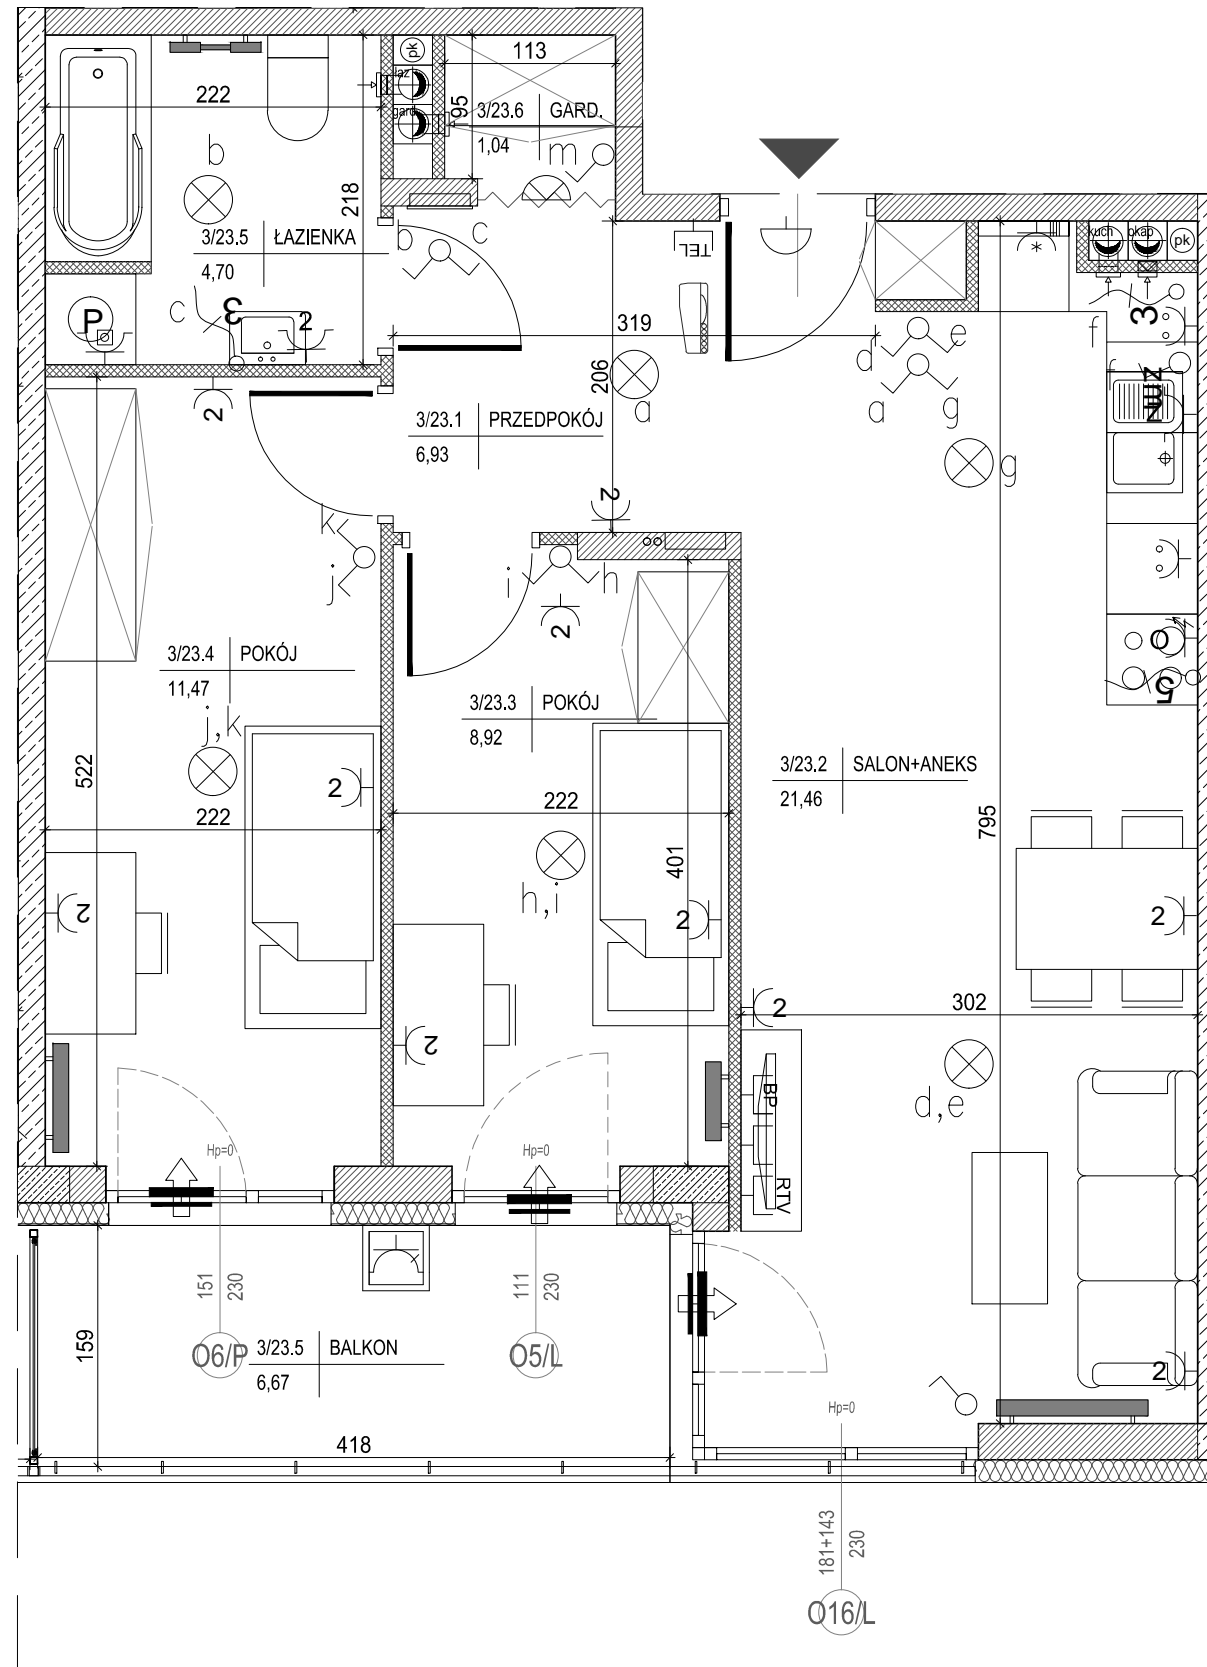 113
pk
łaz
222
95
3/23.6 GARD.
1,04
gard
b
m
218
3/23.5 ŁAZIENKA
4,70
b
c
TEL
kuch
okap
pk
*
c
3
P
2
319
f
3
d
e
206
a
a
g
f
ZM
2
3/23.1 PRZEDPOKÓJ
6,93
g
2
k
j
i
h
2
3/23.4 POKÓJ
11,47
j,k
3/23.3 POKÓJ
8,92
5
522
2
3/23.2 SALON+ANEKS
21,46
222
222
795
401
h,i
2
2
2
2
302
2
d,e
BP
RTV
Hp=0
Hp=0
151
230
111
230
159
O6/P
3/23.5 BALKON
6,67
O5/L
2
418
Hp=0
181+143
230
O16/L